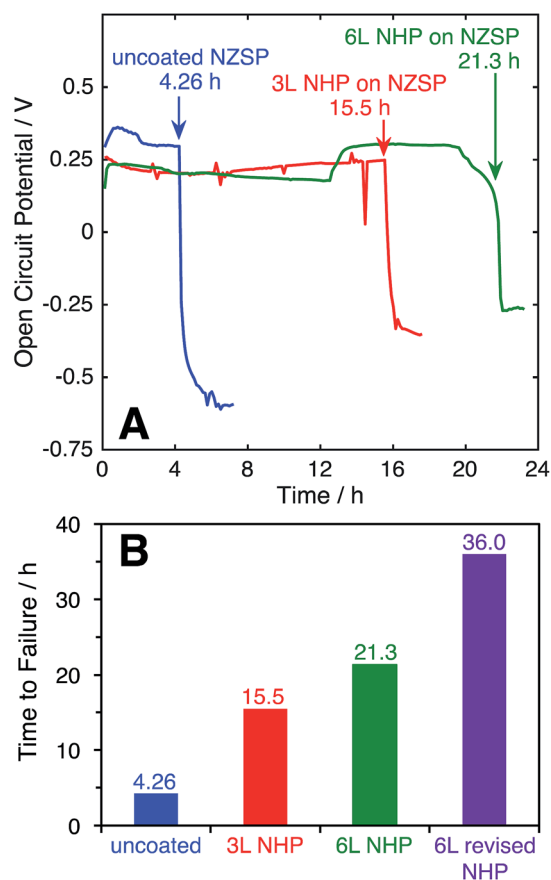 6L NHP on NZSP
21.3 h
uncoated NZSP
4.26 h
3L NHP on NZSP
15.5 h
0.5
0.25
0
-0.25
-0.5
-0.75
Open Circuit Potential / V
A
0 4 8 12 16 20 24
Time / h
B
40
30
20
10
0
Time to Failure / h
4.26
15.5
21.3
36.0
uncoated 3L NHP 6L NHP 6L revised
NHP